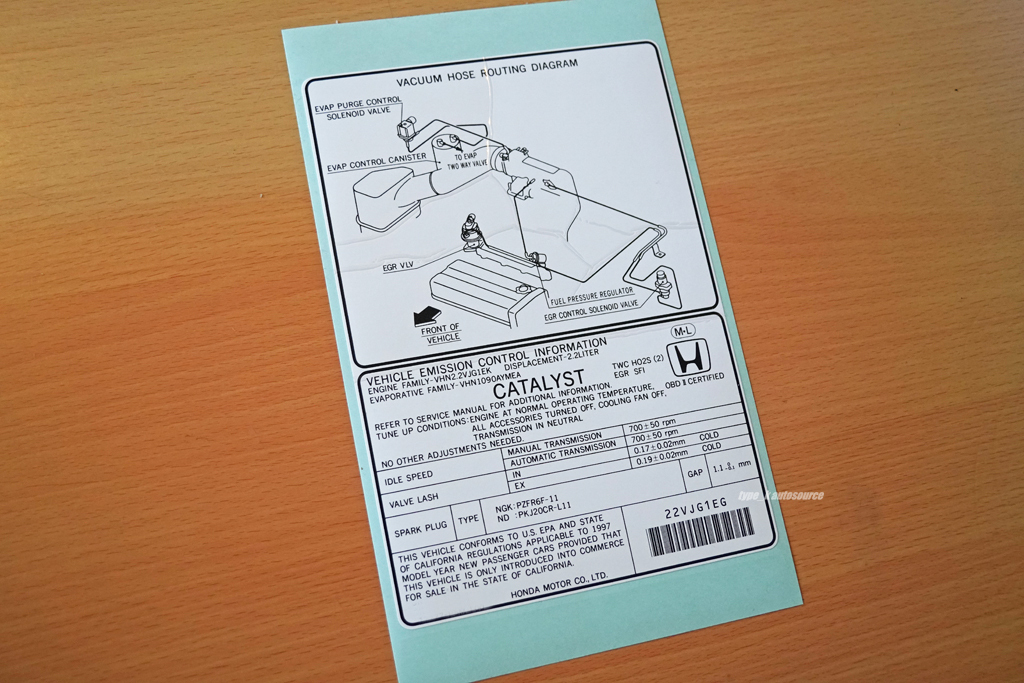 VACUUM HOSE ROUTING DIAGRAM
EVAP PURGE CONTROL
SOLENOID VALVE
EVAP CONTROL CANISTER
TO EVAP
TWO WAY VALVE
EGR VLV
FUEL PRESSURE REGULATOR
EGR CONTROL SOLENOID VALVE
FRONT OF
VEHICLE
M•L
VEHICLE EMISSION CONTROL INFORMATION
ENGINE FAMILY-VHN2.2VJG1EK DISPLACEMENT-2.2LITER
EVAPORATIVE FAMILY-VHN1090AYMEA
CATALYST
TWC HO2S (2)
EGR SFI
OBD II CERTIFIED
REFER TO SERVICE MANUAL FOR ADDITIONAL INFORMATION.
TUNE UP CONDITIONS:ENGINE AT NORMAL OPERATING TEMPERATURE,
ALL ACCESSORIES TURNED OFF, COOLING FAN OFF,
TRANSMISSION IN NEUTRAL
NO OTHER ADJUSTMENTS NEEDED.
IDLE SPEED MANUAL TRANSMISSION 700±50 rpm
AUTOMATIC TRANSMISSION 700±50 rpm
VALVE LASH IN 0.17±0.02mm COLD
EX 0.19±0.02mm COLD
SPARK PLUG TYPE NGK:PZFR6F-11 GAP 1.1 mm
ND :PKJ20CR-L11
THIS VEHICLE CONFORMS TO U.S. EPA AND STATE
OF CALIFORNIA REGULATIONS APPLICABLE TO 1997
MODEL YEAR NEW PASSENGER CARS PROVIDED THAT
THIS VEHICLE IS ONLY INTRODUCED INTO COMMERCE
FOR SALE IN THE STATE OF CALIFORNIA.
HONDA MOTOR CO., LTD.
22VJG1EG